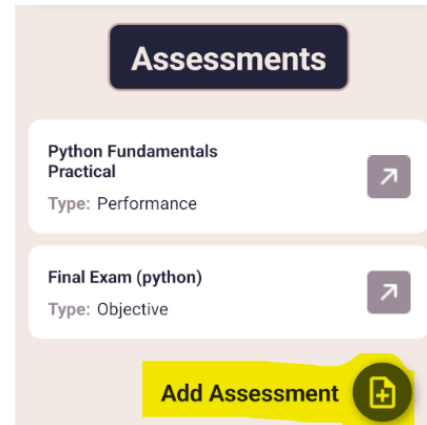 Assessments
Python Fundamentals
Practical
Type: Performance
Final Exam (python)
Type: Objective
Add Assessment